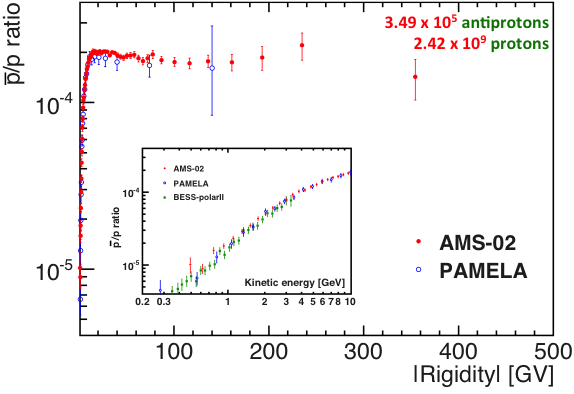 p̅/p ratio
3.49 x 10⁵ antiprotons
2.42 x 10⁹ protons
10⁻⁴
10⁻⁵
AMS-02
PAMELA
BESS-polarII
p̅/p ratio
10⁻⁴
10⁻⁵
Kinetic energy [GeV]
0.2 0.3 1 2 3 4 5 6 7 8 10
AMS-02
PAMELA
100 200 300 400 500
|Rigidity| [GV]